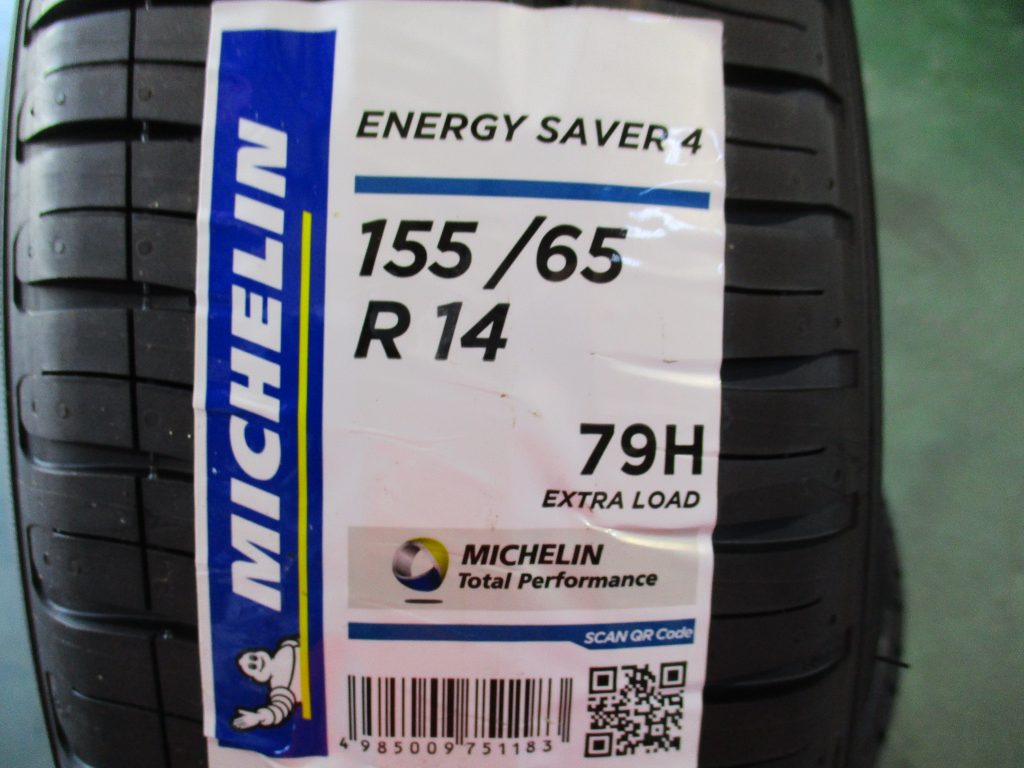 MICHELIN
ENERGY SAVER 4
155 /65
R 14
79H
EXTRA LOAD
MICHELIN
Total Performance
SCAN QR Code
4 985009 751183